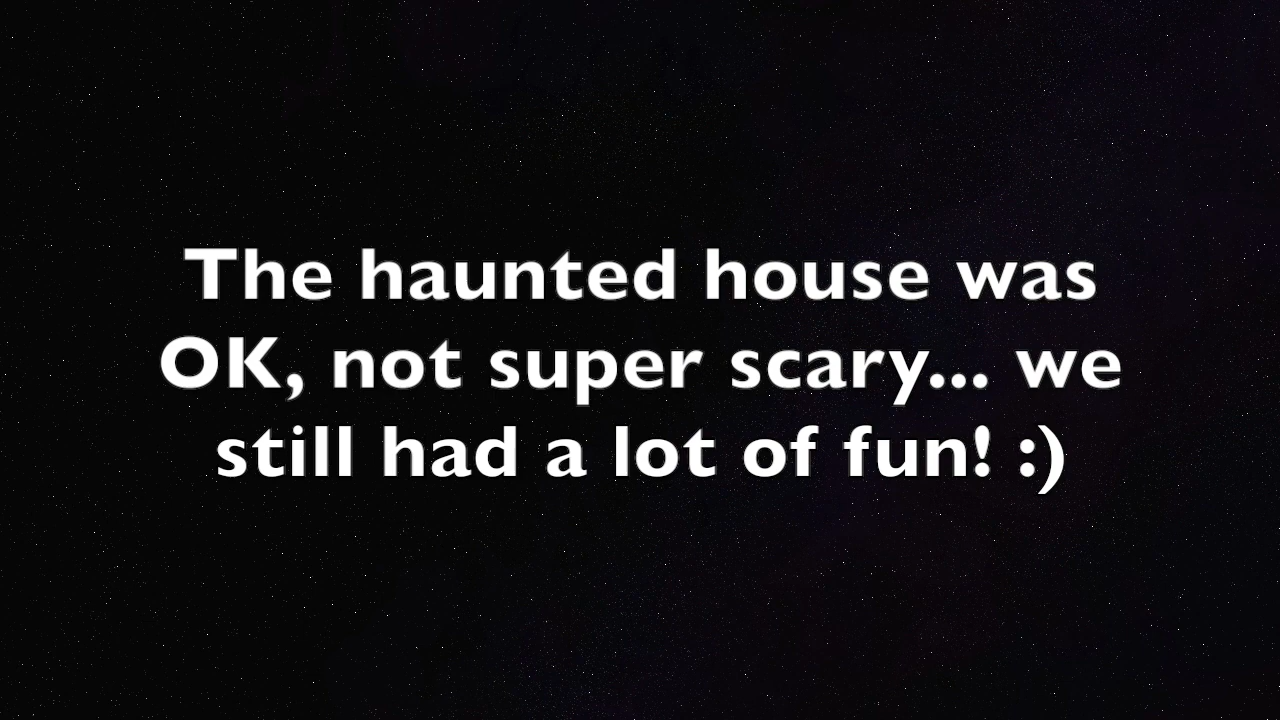 The haunted house was
OK, not super scary... we
still had a lot of fun! :)